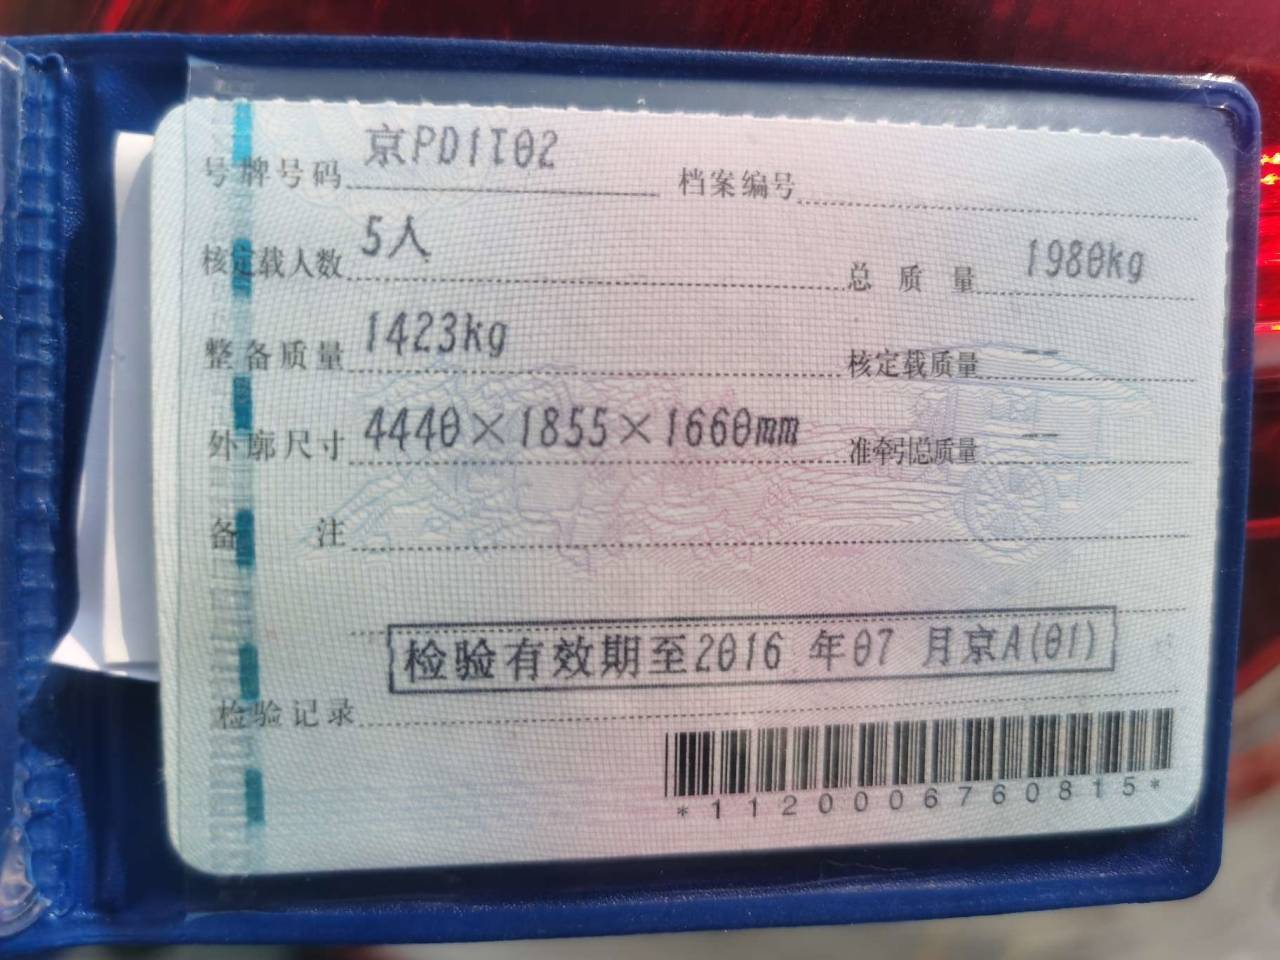 号牌号码 京PD1T02 档案编号
核定载人数 5人 总质量 1980kg
整备质量 1423kg 核定载质量 --
外廓尺寸 4440×1855×1660mm 准牵引总质量 --
备注
检验有效期至2016 年07 月京A(01)
检验记录
*1120006760815*